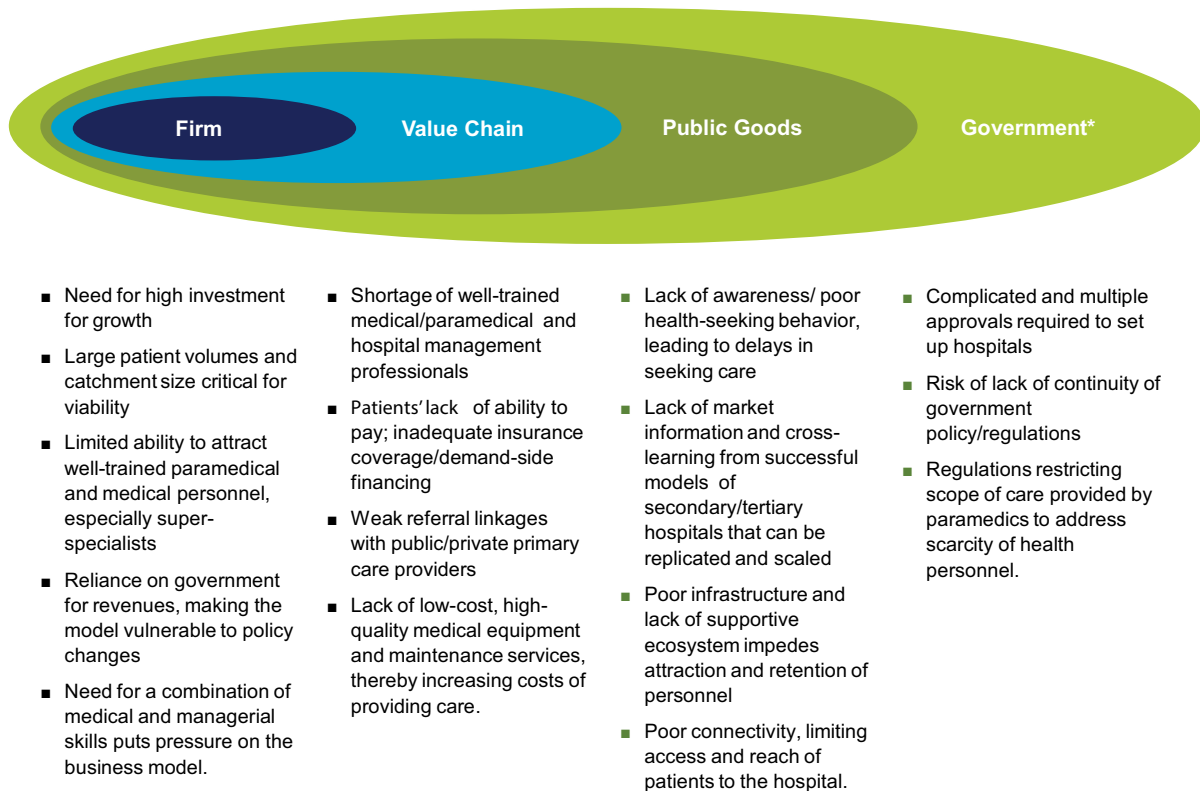 Firm
Value Chain
Public Goods
Government*
■ Need for high investment
for growth
■ Large patient volumes and
catchment size critical for
viability
■ Limited ability to attract
well-trained paramedical
and medical personnel,
especially super-
specialists
■ Reliance on government
for revenues, making the
model vulnerable to policy
changes
■ Need for a combination of
medical and managerial
skills puts pressure on the
business model.
■ Shortage of well-trained
medical/paramedical and
hospital management
professionals
■ Patients’ lack of ability to
pay; inadequate insurance
coverage/demand-side
financing
■ Weak referral linkages
with public/private primary
care providers
■ Lack of low-cost, high-
quality medical equipment
and maintenance services,
thereby increasing costs of
providing care.
■ Lack of awareness/ poor
health-seeking behavior,
leading to delays in
seeking care
■ Lack of market
information and cross-
learning from successful
models of
secondary/tertiary
hospitals that can be
replicated and scaled
■ Poor infrastructure and
lack of supportive
ecosystem impedes
attraction and retention of
personnel
■ Poor connectivity, limiting
access and reach of
patients to the hospital.
■ Complicated and multiple
approvals required to set
up hospitals
■ Risk of lack of continuity of
government
policy/regulations
■ Regulations restricting
scope of care provided by
paramedics to address
scarcity of health
personnel.